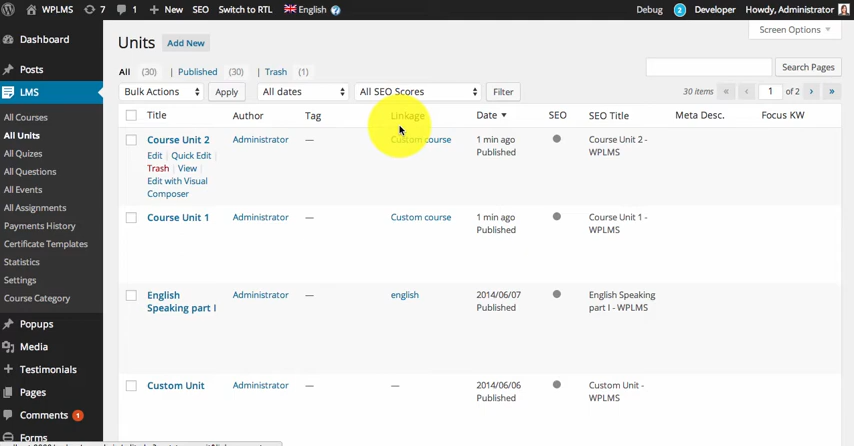 WPLMS 7 1 New SEO Switch to RTL English ? Debug 2 Developer Howdy, Administrator
Screen Options
Dashboard
Posts
LMS
All Courses
All Units
All Quizes
All Questions
All Events
All Assignments
Payments History
Certificate Templates
Statistics
Settings
Course Category
Popups
Media
Testimonials
Pages
Comments 1
Forms
Units Add New
All (30) | Published (30) | Trash (1)
Search Pages
Bulk Actions Apply All dates All SEO Scores Filter
30 items « ‹ 1 of 2 › »
Title Author Tag Linkage Date SEO SEO Title Meta Desc. Focus KW
Course Unit 2 Administrator — Custom course 1 min ago Course Unit 2 -
Published WPLMS
Edit | Quick Edit |
Trash | View |
Edit with Visual
Composer
Course Unit 1 Administrator — Custom course 1 min ago Course Unit 1 -
Published WPLMS
English Administrator — english 2014/06/07 English Speaking
Speaking part I Published part I - WPLMS
Custom Unit Administrator — — 2014/06/06 Custom Unit -
Published WPLMS